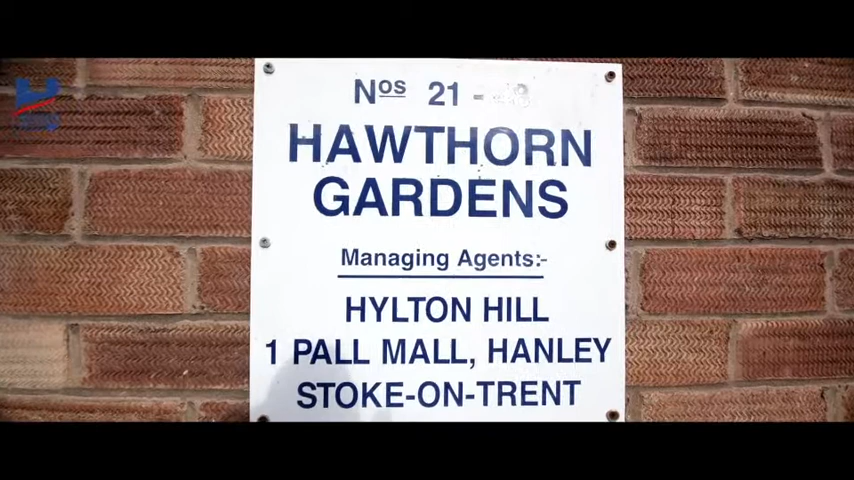 Nos 21 -
HAWTHORN
GARDENS
Managing Agents:-
HYLTON HILL
1 PALL MALL, HANLEY
STOKE-ON-TRENT